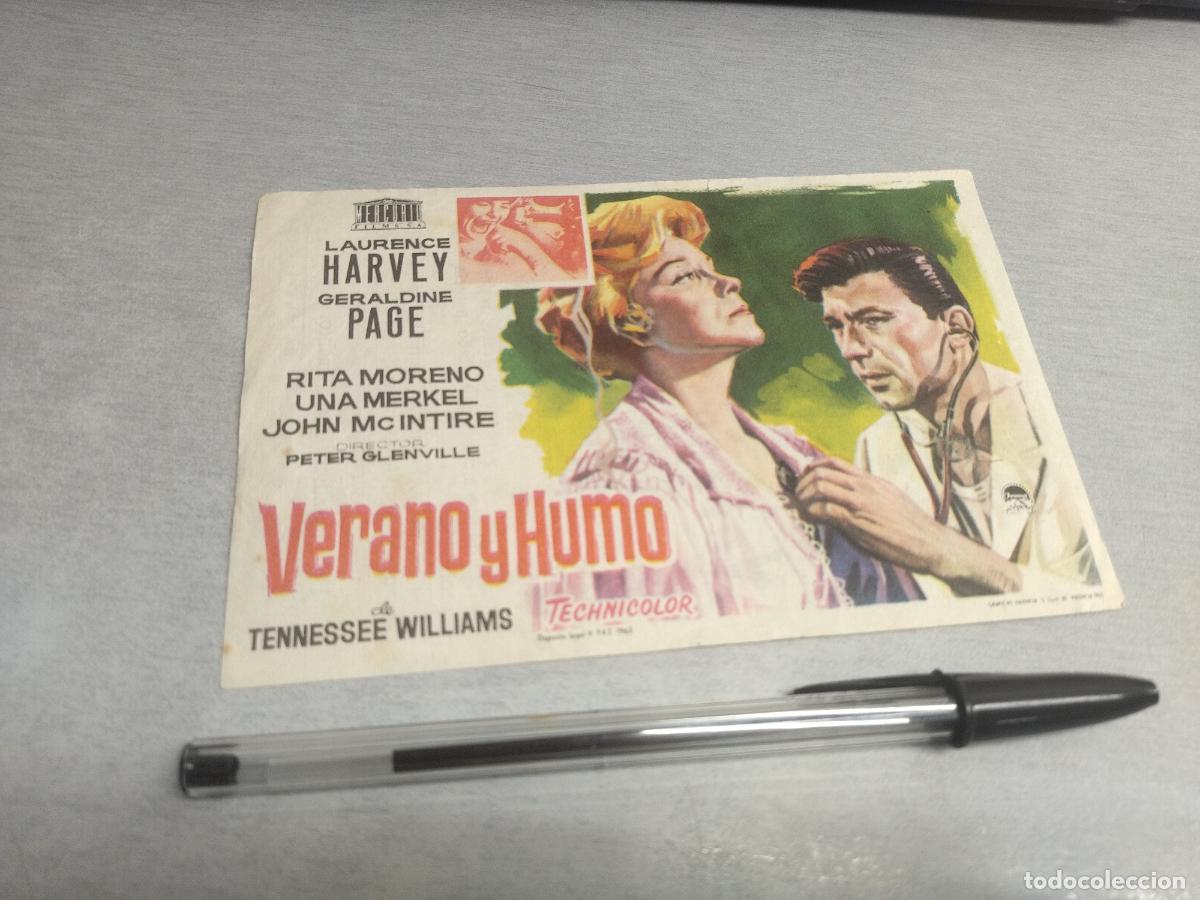 MERCURIO
FILMS S.A.
LAURENCE
HARVEY
GERALDINE
PAGE
RITA MORENO
UNA MERKEL
JOHN McINTIRE
DIRECTOR
PETER GLENVILLE
Verano y Humo
de
TENNESSEE WILLIAMS
TECHNICOLOR
todocoleccion